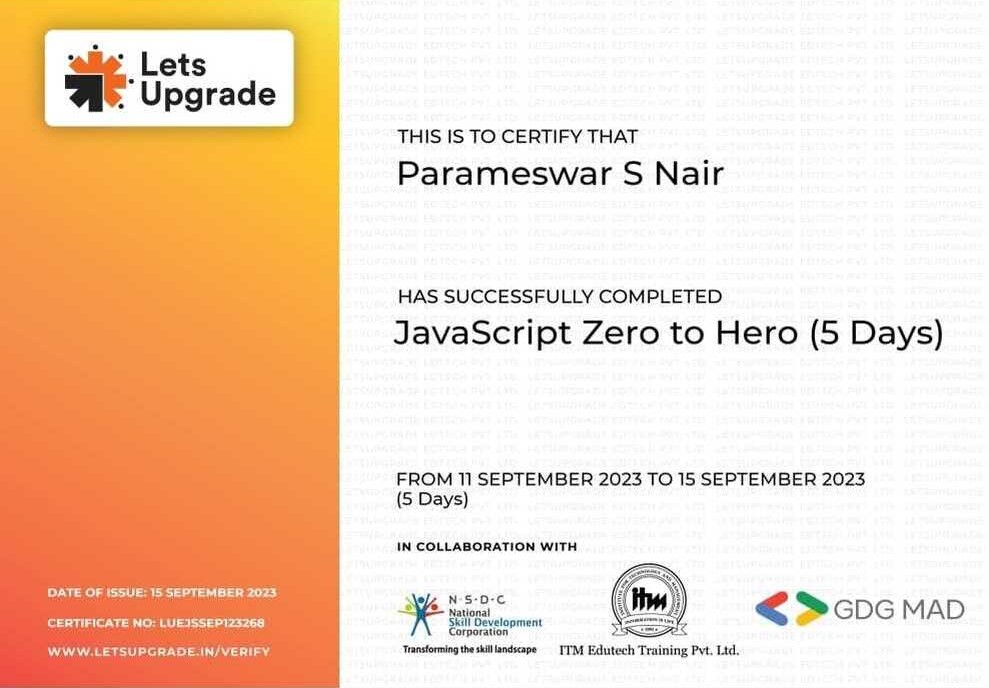 Lets
Upgrade
THIS IS TO CERTIFY THAT
Parameswar S Nair
HAS SUCCESSFULLY COMPLETED
JavaScript Zero to Hero (5 Days)
FROM 11 SEPTEMBER 2023 TO 15 SEPTEMBER 2023
(5 Days)
IN COLLABORATION WITH
N-S-D-C
National
Skill Development
Corporation
Transforming the skill landscape
itm
ITM Edutech Training Pvt. Ltd.
GDG MAD
DATE OF ISSUE: 15 SEPTEMBER 2023
CERTIFICATE NO: LUEJSSEP123268
WWW.LETSUPGRADE.IN/VERIFY